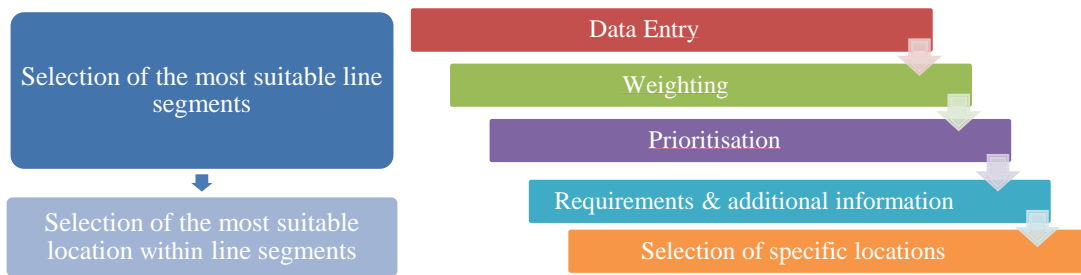 Selection of the most suitable line
segments
Selection of the most suitable
location within line segments
Data Entry
Weighting
Prioritisation
Requirements & additional information
Selection of specific locations